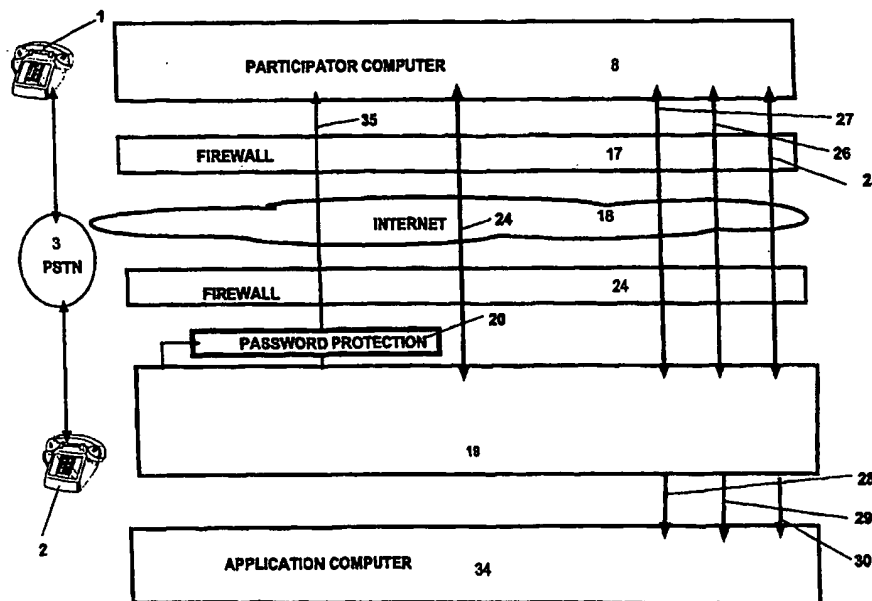 1
PARTICIPATOR COMPUTER 8
35
27
FIREWALL 17
26
2
INTERNET 24 18
3
PSTN
FIREWALL 24
20
PASSWORD PROTECTION
19
28
29
2
30
APPLICATION COMPUTER 34